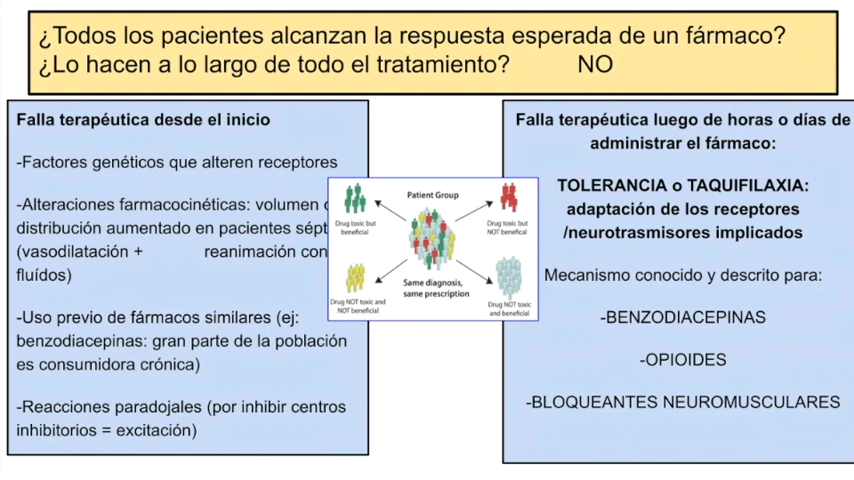 ¿Todos los pacientes alcanzan la respuesta esperada de un fármaco?
¿Lo hacen a lo largo de todo el tratamiento? NO
Falla terapéutica desde el inicio
-Factores genéticos que alteren receptores
-Alteraciones farmacocinéticas: volumen
distribución aumentado en pacientes
(vasodilatación + reanimación con
fluídos)
-Uso previo de fármacos similares (ej:
benzodiacepinas: gran parte de la población
es consumidora crónica)
-Reacciones paradojales (por inhibir centros
inhibitorios = excitación)
Patient Group
Drug toxic but
beneficial
Drug toxic but
NOT beneficial
Same diagnosis,
same prescription
Drug NOT toxic and
NOT beneficial
Drug NOT toxic
and beneficial
Falla terapéutica luego de horas o días de
administrar el fármaco:
TOLERANCIA o TAQUIFILAXIA:
adaptación de los receptores
/neurotrasmisores implicados
Mecanismo conocido y descrito para:
-BENZODIACEPINAS
-OPIOIDES
-BLOQUEANTES NEUROMUSCULARES